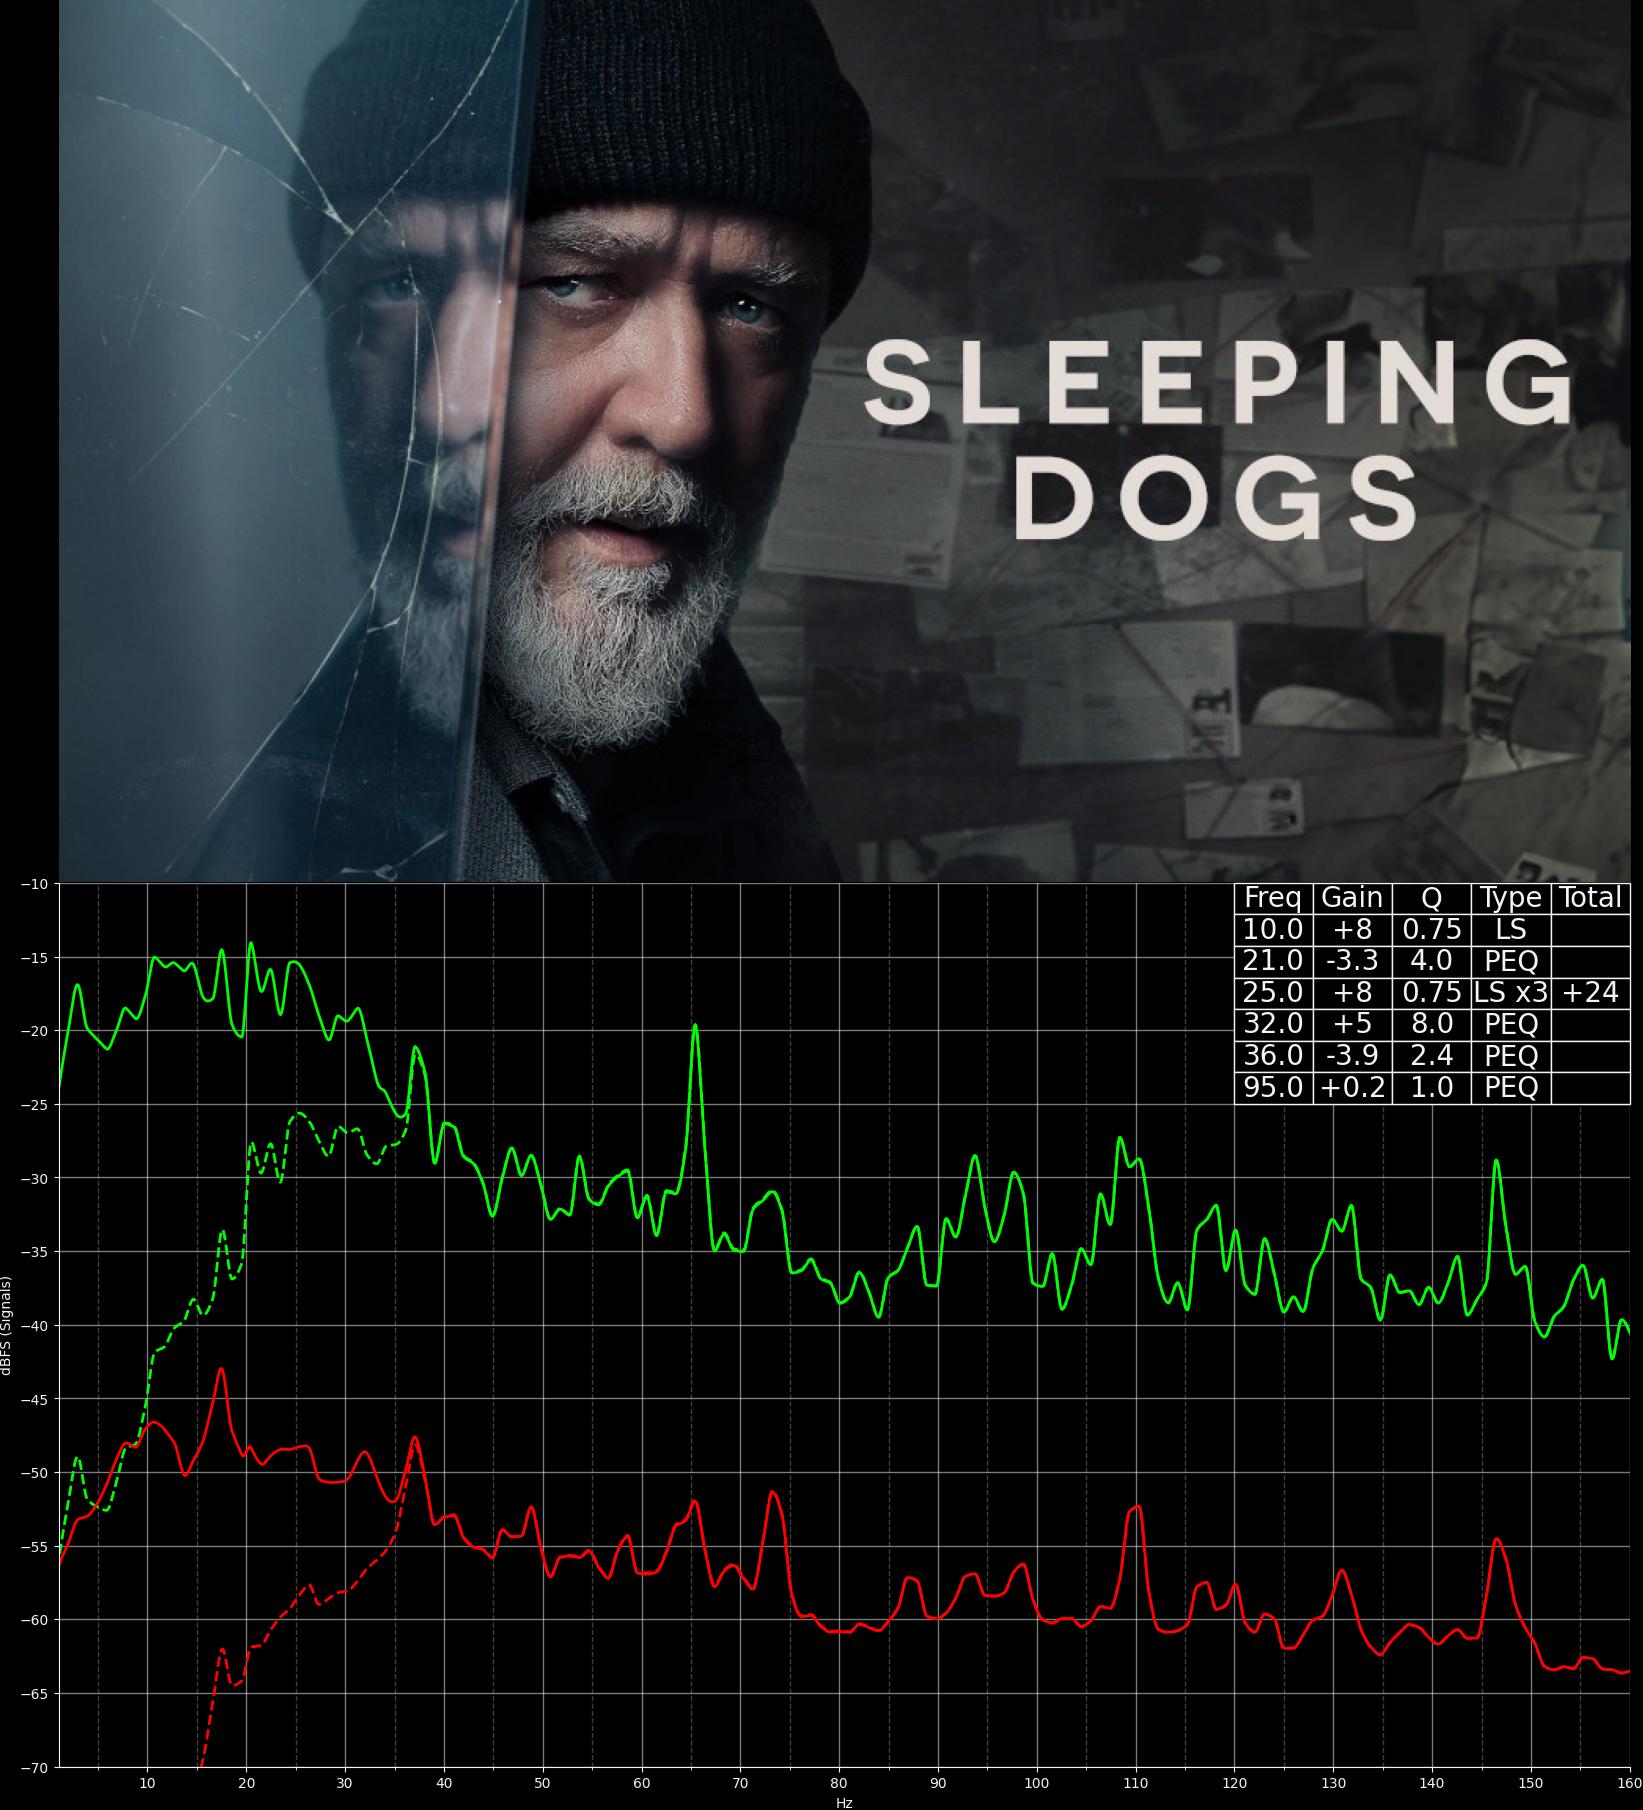 SLEEPING
DOGS
Freq Gain Q Type Total
10.0 +8 0.75 LS
21.0 -3.3 4.0 PEQ
25.0 +8 0.75 LS x3 +24
32.0 +5 8.0 PEQ
36.0 -3.9 2.4 PEQ
95.0 +0.2 1.0 PEQ
−10
−15
−20
−25
−30
−35
−40
−45
−50
−55
−60
−65
−70
dBFS (Signals)
10 20 30 40 50 60 70 80 90 100 110 120 130 140 150 160
Hz